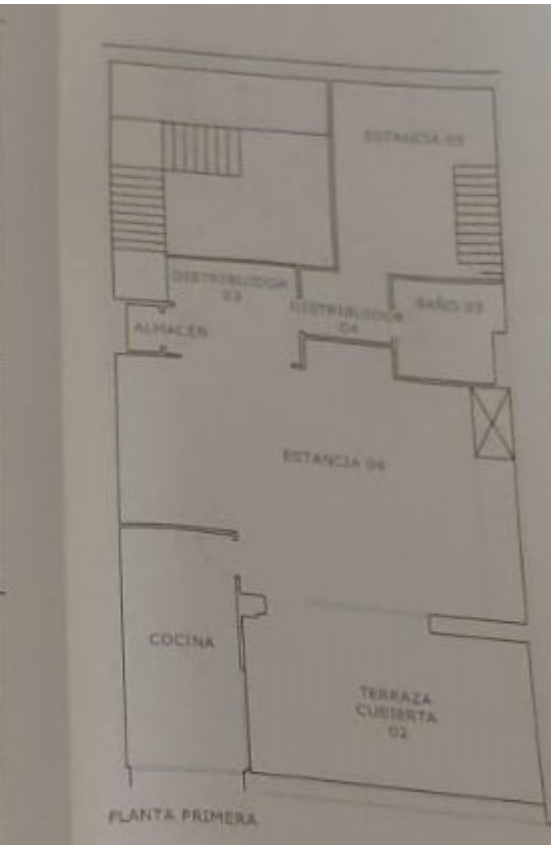 ESTANCIA 05
DISTRIBUIDOR
03
DISTRIBUIDOR
04
BAÑO 03
ALMACEN
ESTANCIA 04
COCINA
TERRAZA
CUBIERTA
02
PLANTA PRIMERA